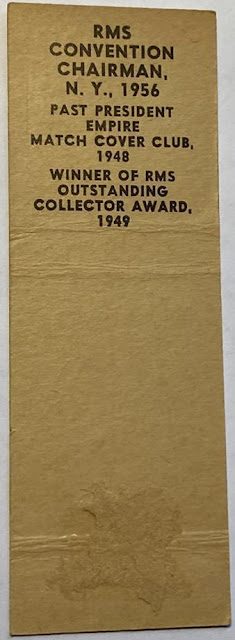 RMS
CONVENTION
CHAIRMAN,
N. Y., 1956
PAST PRESIDENT
EMPIRE
MATCH COVER CLUB,
1948
WINNER OF RMS
OUTSTANDING
COLLECTOR AWARD,
1949